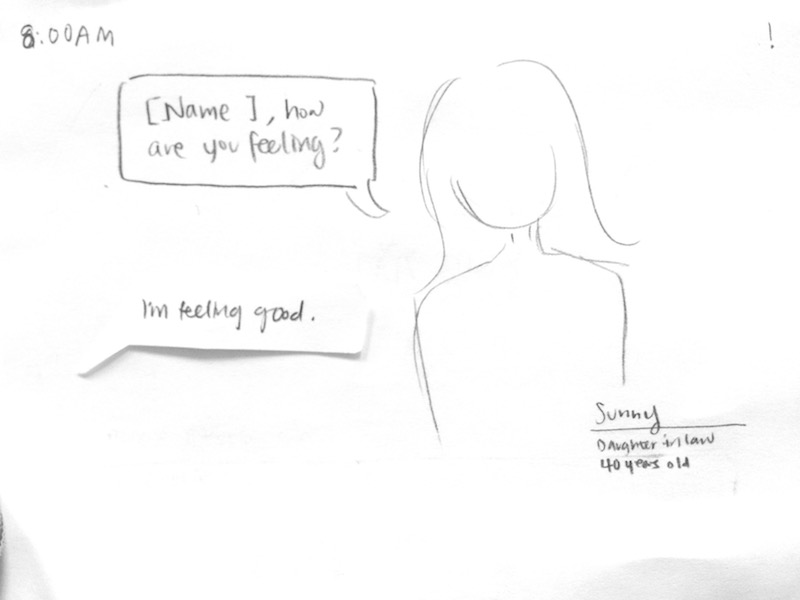 8:00AM
!
[Name], how
are you feeling?
I'm feeling good.
Sunny
Daughter in law
40 years old